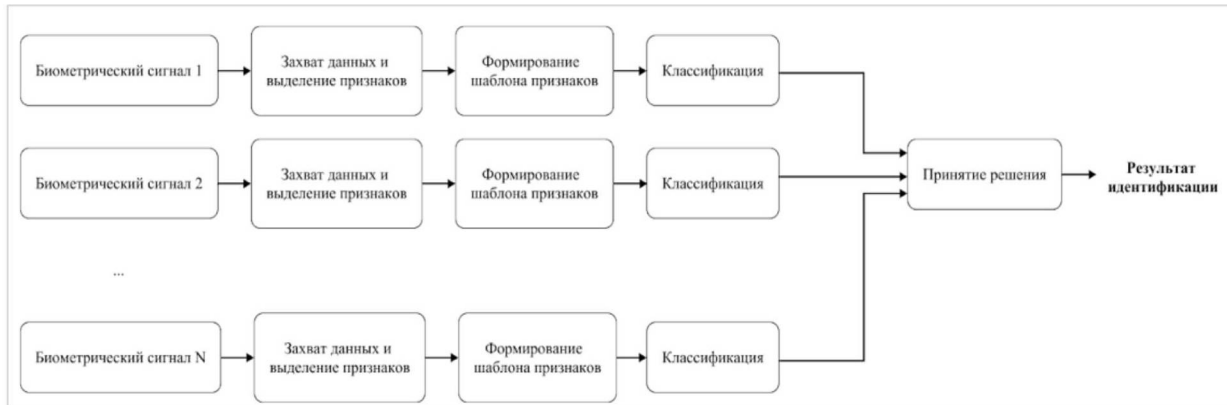 Биометрический сигнал 1
Захват данных и
выделение признаков
Формирование
шаблона признаков
Классификация
Биометрический сигнал 2
Захват данных и
выделение признаков
Формирование
шаблона признаков
Классификация
Принятие решения
Результат
идентификации
...
Биометрический сигнал N
Захват данных и
выделение признаков
Формирование
шаблона признаков
Классификация